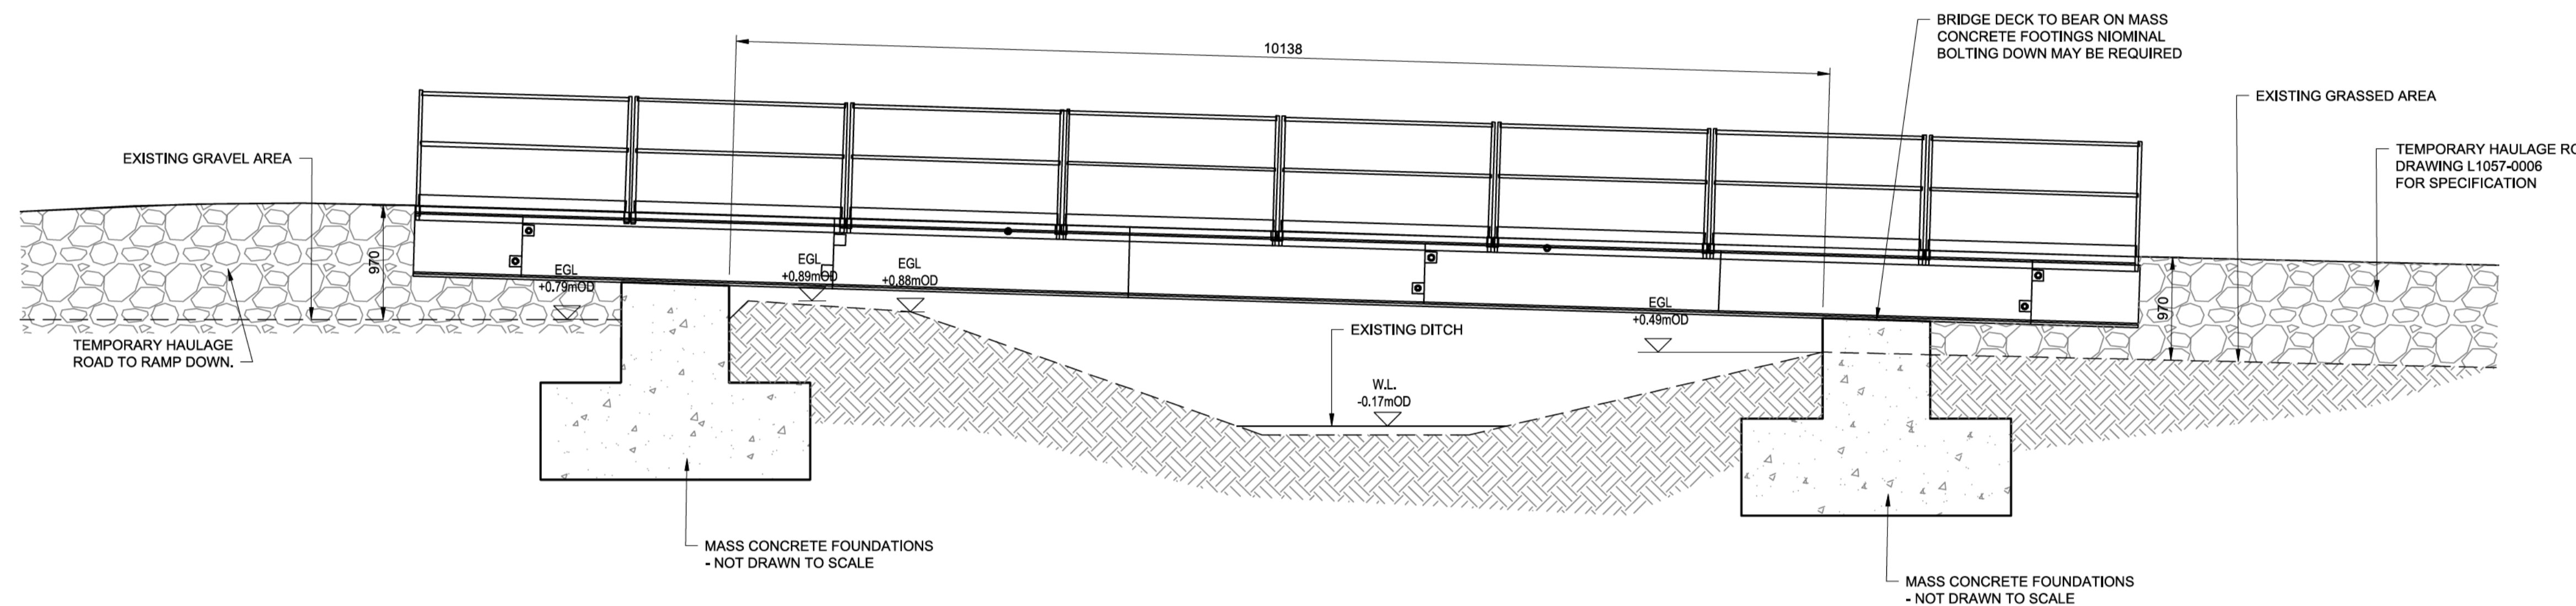 BRIDGE DECK TO BEAR ON MASS
CONCRETE FOOTINGS NIOMINAL
BOLTING DOWN MAY BE REQUIRED
10138
EXISTING GRASSED AREA
EXISTING GRAVEL AREA
TEMPORARY HAULAGE
DRAWING L1057-0006
FOR SPECIFICATION
970
EGL
+0.79mOD
EGL
+0.89mOD
EGL
+0.88mOD
EGL
+0.49mOD
970
TEMPORARY HAULAGE
ROAD TO RAMP DOWN.
EXISTING DITCH
W.L.
-0.17mOD
MASS CONCRETE FOUNDATIONS
- NOT DRAWN TO SCALE
MASS CONCRETE FOUNDATIONS
- NOT DRAWN TO SCALE